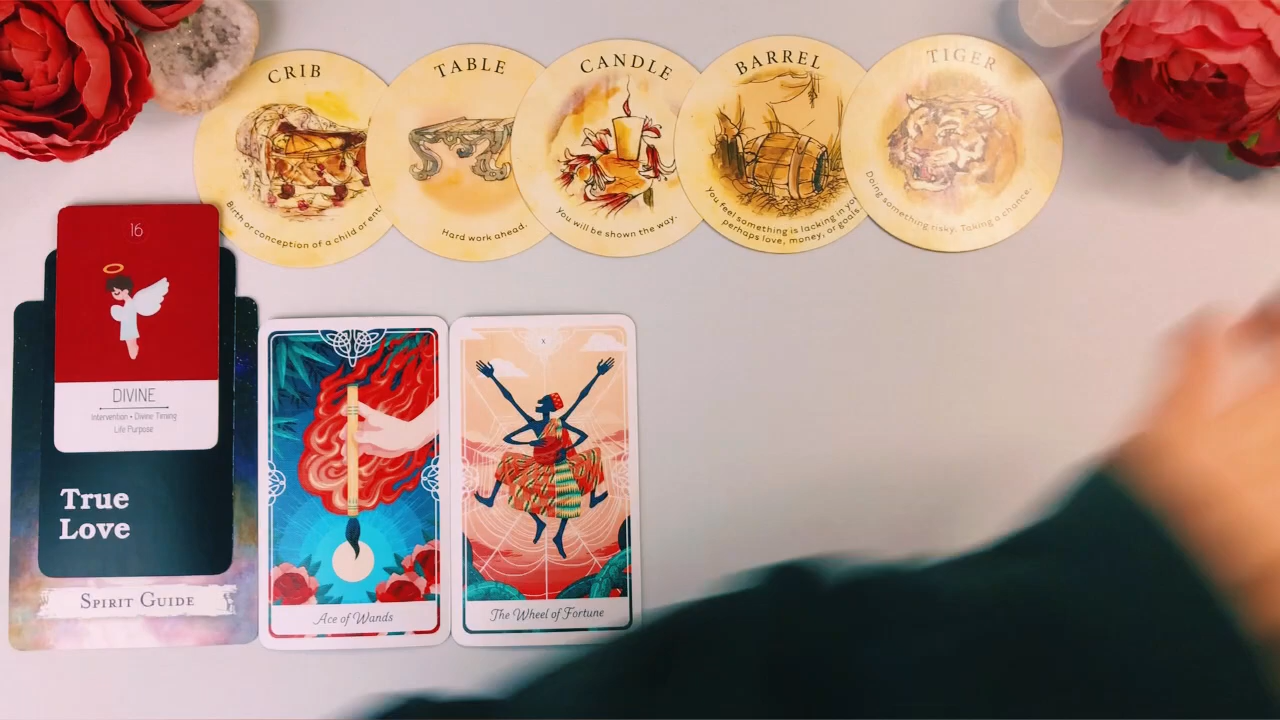 CRIB
Birth or conception of a child or
TABLE
Hard work ahead.
CANDLE
You will be shown the way.
BARREL
You feel something is lacking in
perhaps love, money, or goals.
TIGER
Doing something risky. Taking a chance.
16
DIVINE
Intervention • Divine Timing
Life Purpose
True
Love
SPIRIT GUIDE
Ace of Wands
X
The Wheel of Fortune